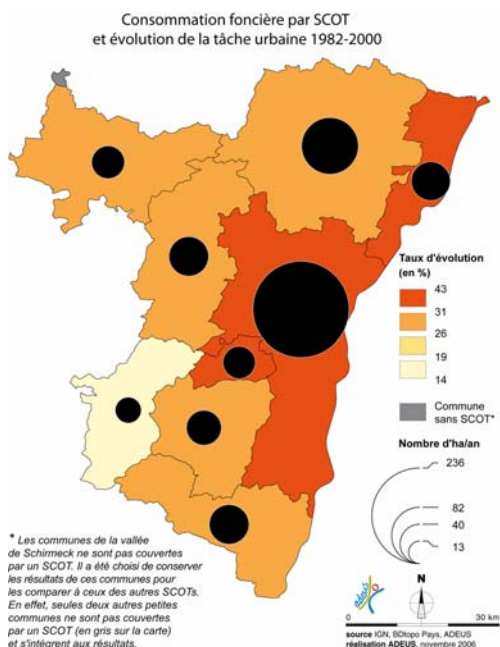 Consommation foncière par SCOT
et évolution de la tâche urbaine 1982-2000
Taux d'évolution
(en %)
43
31
26
19
14
Commune
sans SCOT*
Nombre d'ha/an
236
82
40
13
* Les communes de la vallée
de Schirmeck ne sont pas couvertes
par un SCOT. Il a été choisi de conserver
les résultats de ces communes pour
les comparer à ceux des autres SCOTs.
En effet, seules deux autres petites
communes ne sont pas couvertes
par un SCOT (en gris sur la carte)
et s'intègrent aux résultats.
adeus
N
0 30 km
source IGN, BDtopo Pays, ADEUS
réalisation ADEUS, novembre 2006